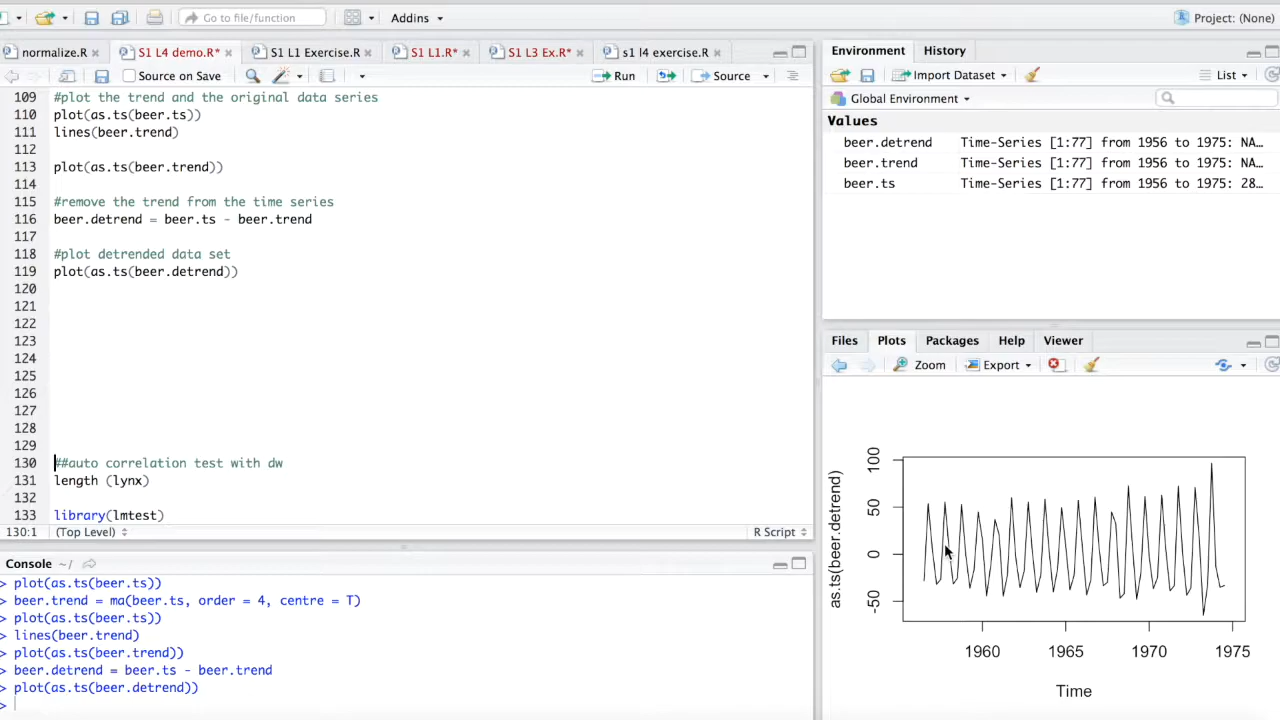 Go to file/function
Addins
Project: (None)
normalize.R
S1 L4 demo.R*
S1 L1 Exercise.R
S1 L1.R*
S1 L3 Ex.R*
s1 l4 exercise.R
Source on Save
Run
Source
109 #plot the trend and the original data series
110 plot(as.ts(beer.ts))
111 lines(beer.trend)
112
113 plot(as.ts(beer.trend))
114
115 #remove the trend from the time series
116 beer.detrend = beer.ts - beer.trend
117
118 #plot detrended data set
119 plot(as.ts(beer.detrend))
120
121
122
123
124
125
126
127
128
129
130 ##auto correlation test with dw
131 length (lynx)
132
133 library(lmtest)
130:1 (Top Level) R Script
Console ~/
> plot(as.ts(beer.ts))
> beer.trend = ma(beer.ts, order = 4, centre = T)
> plot(as.ts(beer.ts))
> lines(beer.trend)
> plot(as.ts(beer.trend))
> beer.detrend = beer.ts - beer.trend
> plot(as.ts(beer.detrend))
>
Environment History
Import Dataset List
Global Environment
Values
beer.detrend Time-Series [1:77] from 1956 to 1975: NA…
beer.trend Time-Series [1:77] from 1956 to 1975: NA…
beer.ts Time-Series [1:77] from 1956 to 1975: 28…
Files Plots Packages Help Viewer
Zoom Export
as.ts(beer.detrend)
100
50
0
-50
1960 1965 1970 1975
Time